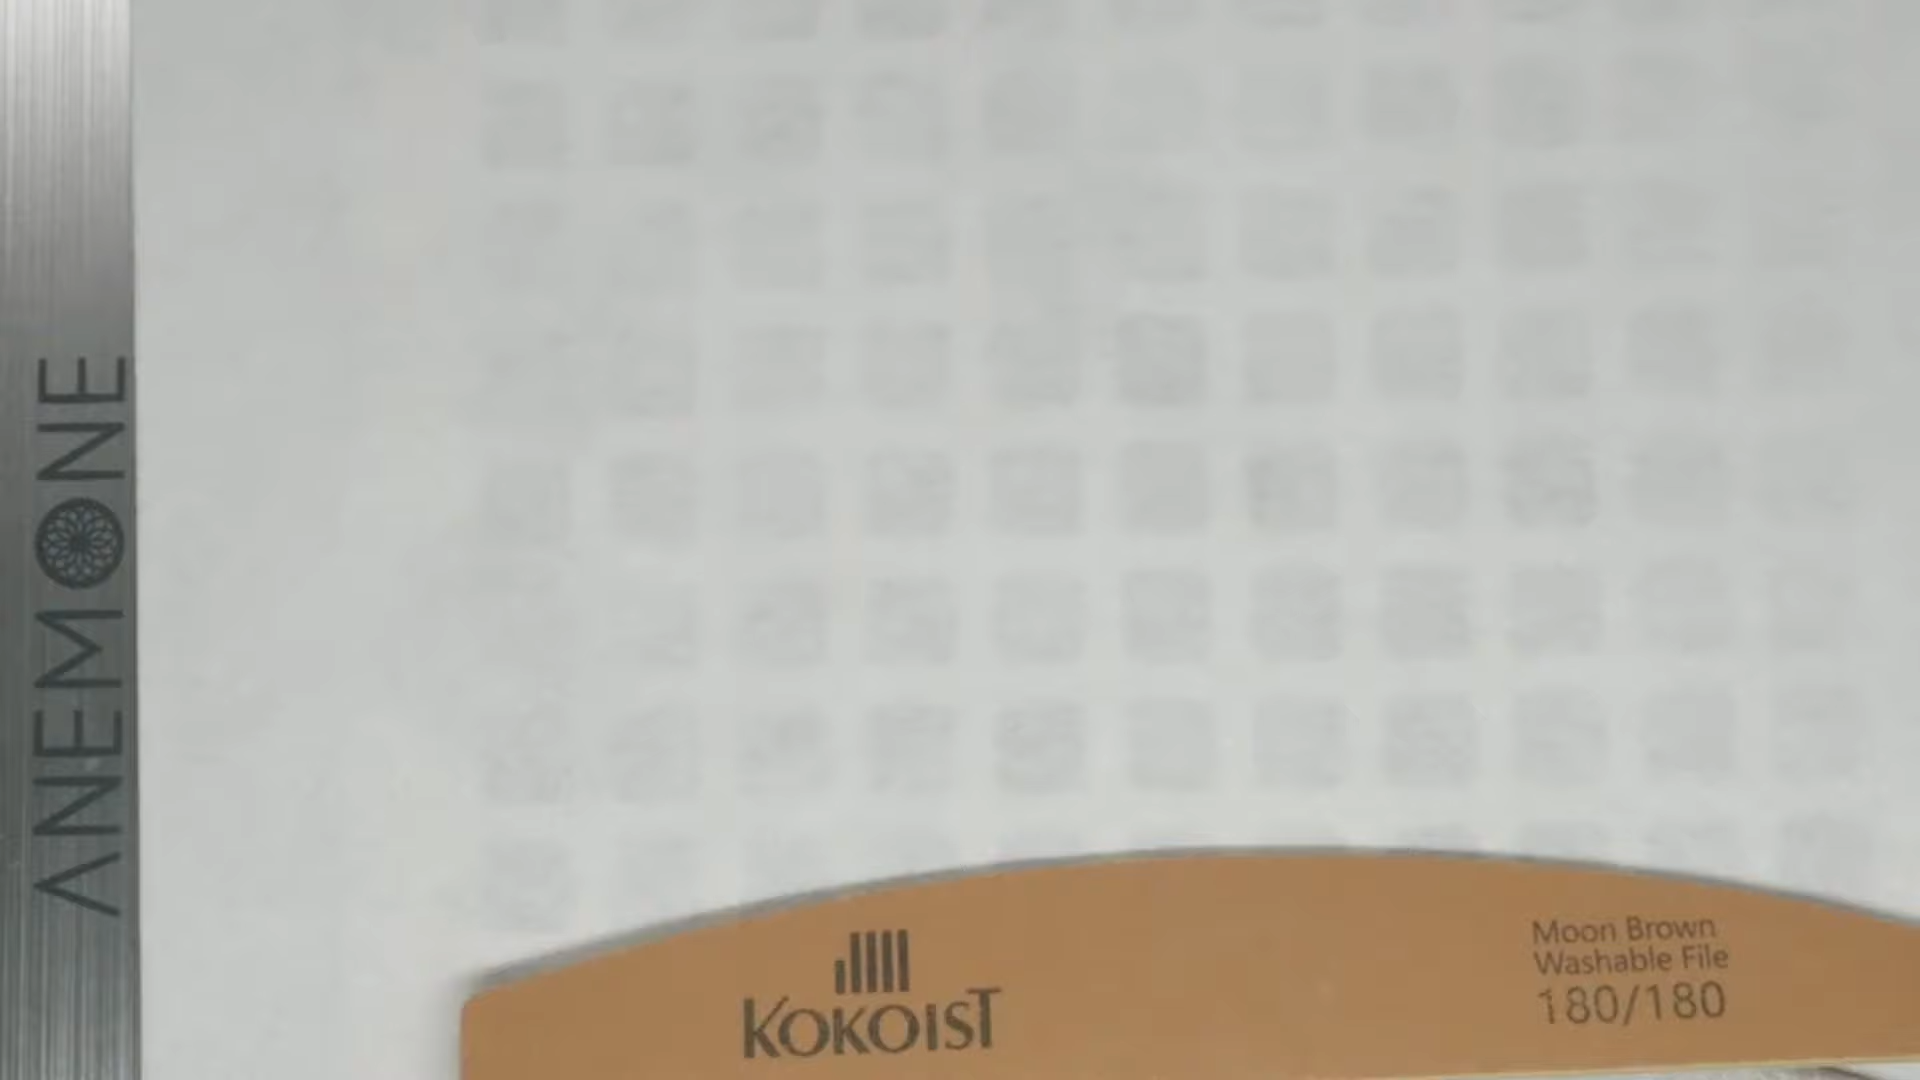 ANEMONE
KOKOIST
Moon Brown
Washable File
180/180